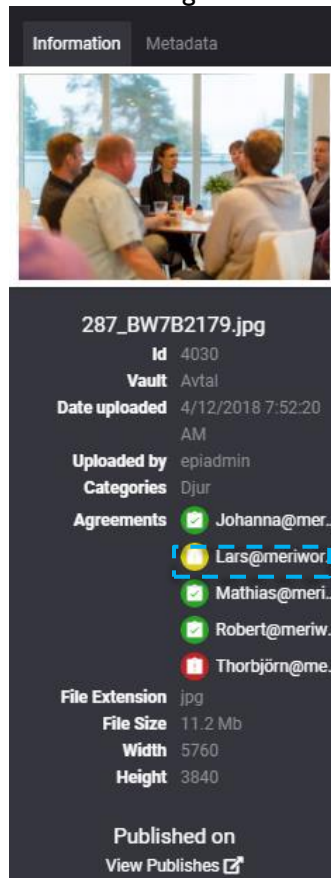 Information Metadata
287_BW7B2179.jpg
Id 4030
Vault Avtal
Date uploaded 4/12/2018 7:52:20
AM
Uploaded by epiadmin
Categories Djur
Agreements Johanna@mer..
Lars@meriwor.
Mathias@meri..
Robert@meriw.
Thorbjörn@me.
File Extension jpg
File Size 11.2 Mb
Width 5760
Height 3840
Published on
View Publishes